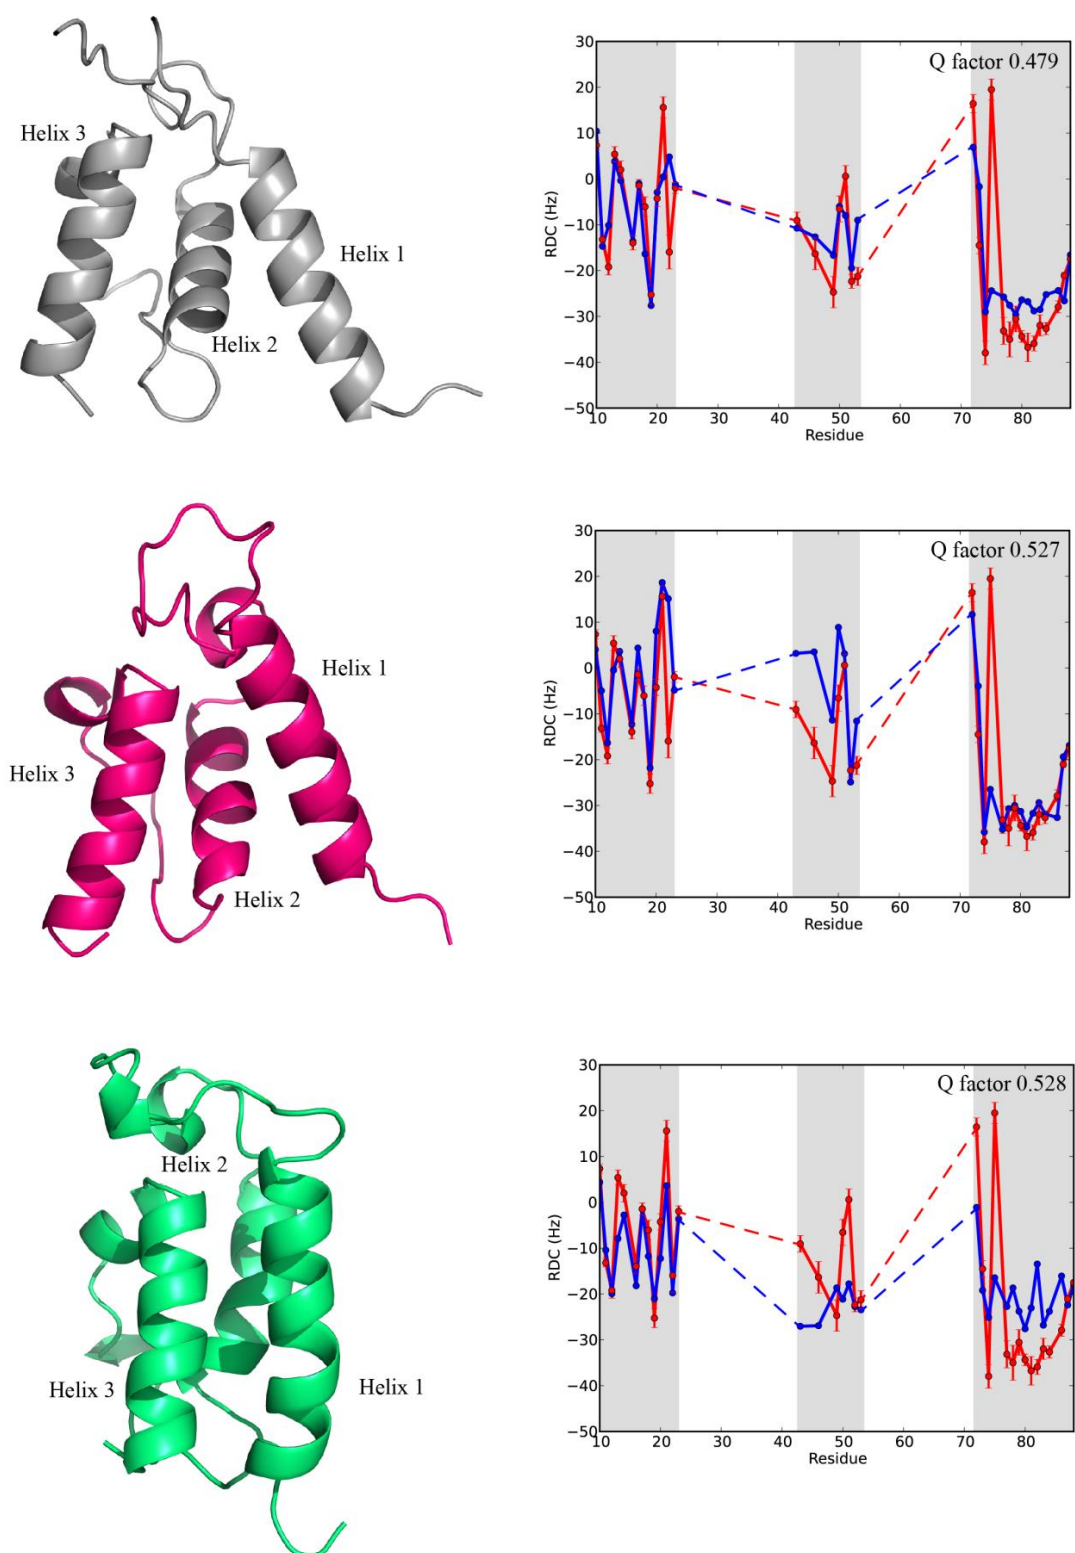 Helix 3
Helix 1
Helix 2
Q factor 0.479
RDC (Hz)
30
20
10
0
−10
−20
−30
−40
−50
10 20 30 40 50 60 70 80
Residue
Helix 1
Helix 3
Helix 2
Q factor 0.527
RDC (Hz)
30
20
10
0
−10
−20
−30
−40
−50
10 20 30 40 50 60 70 80
Residue
Helix 2
Helix 3
Helix 1
Q factor 0.528
RDC (Hz)
30
20
10
0
−10
−20
−30
−40
−50
10 20 30 40 50 60 70 80
Residue